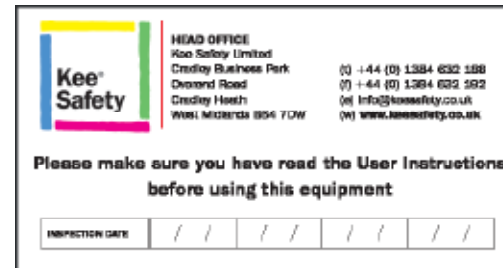 Kee®
Safety
HEAD OFFICE
Kee Safety Limited
Cradley Business Park
Overend Road
Cradley Heath
West Midlands B64 7DW
(t) +44 (0) 1384 632 188
(f) +44 (0) 1384 632 192
(e) info@keesafety.co.uk
(w) www.keesafety.co.uk
Please make sure you have read the User Instructions
before using this equipment
INSPECTION DATE / / / / / / / /